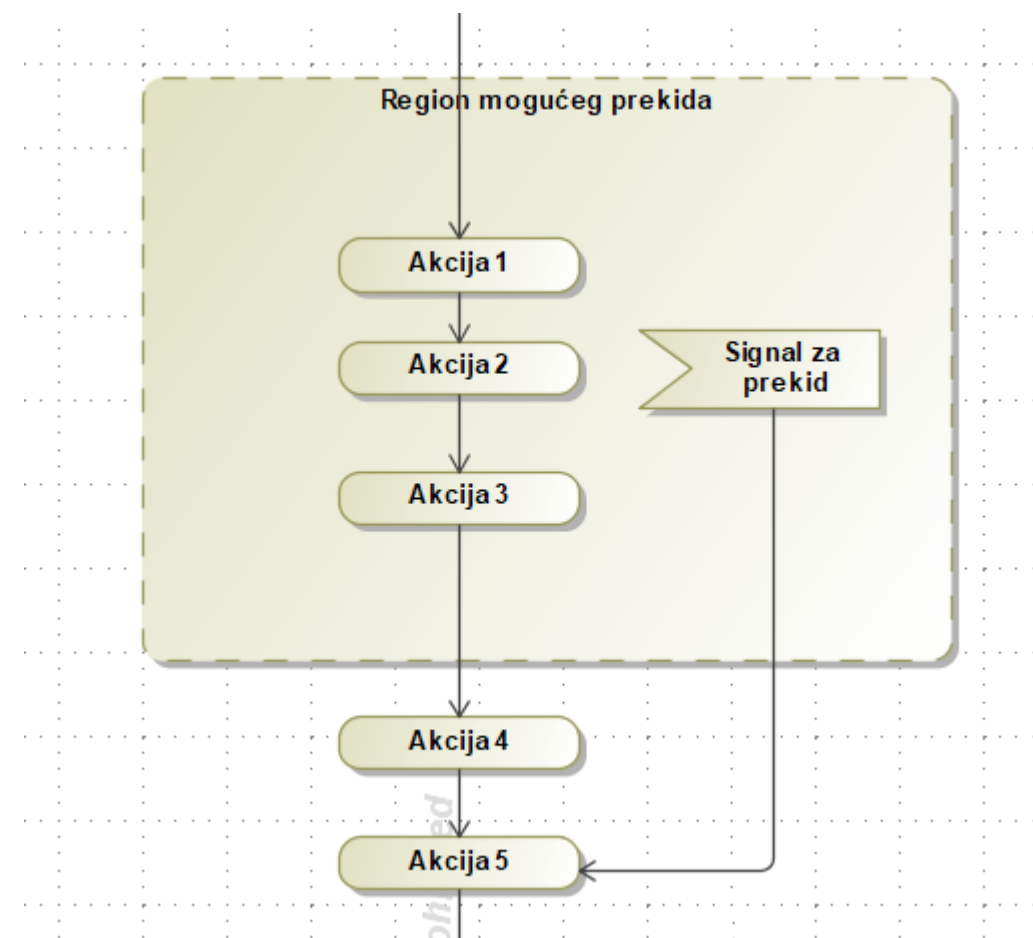 Region mogućeg prekida
Akcija 1
Akcija 2
Signal za
prekid
Akcija 3
Akcija 4
Akcija 5